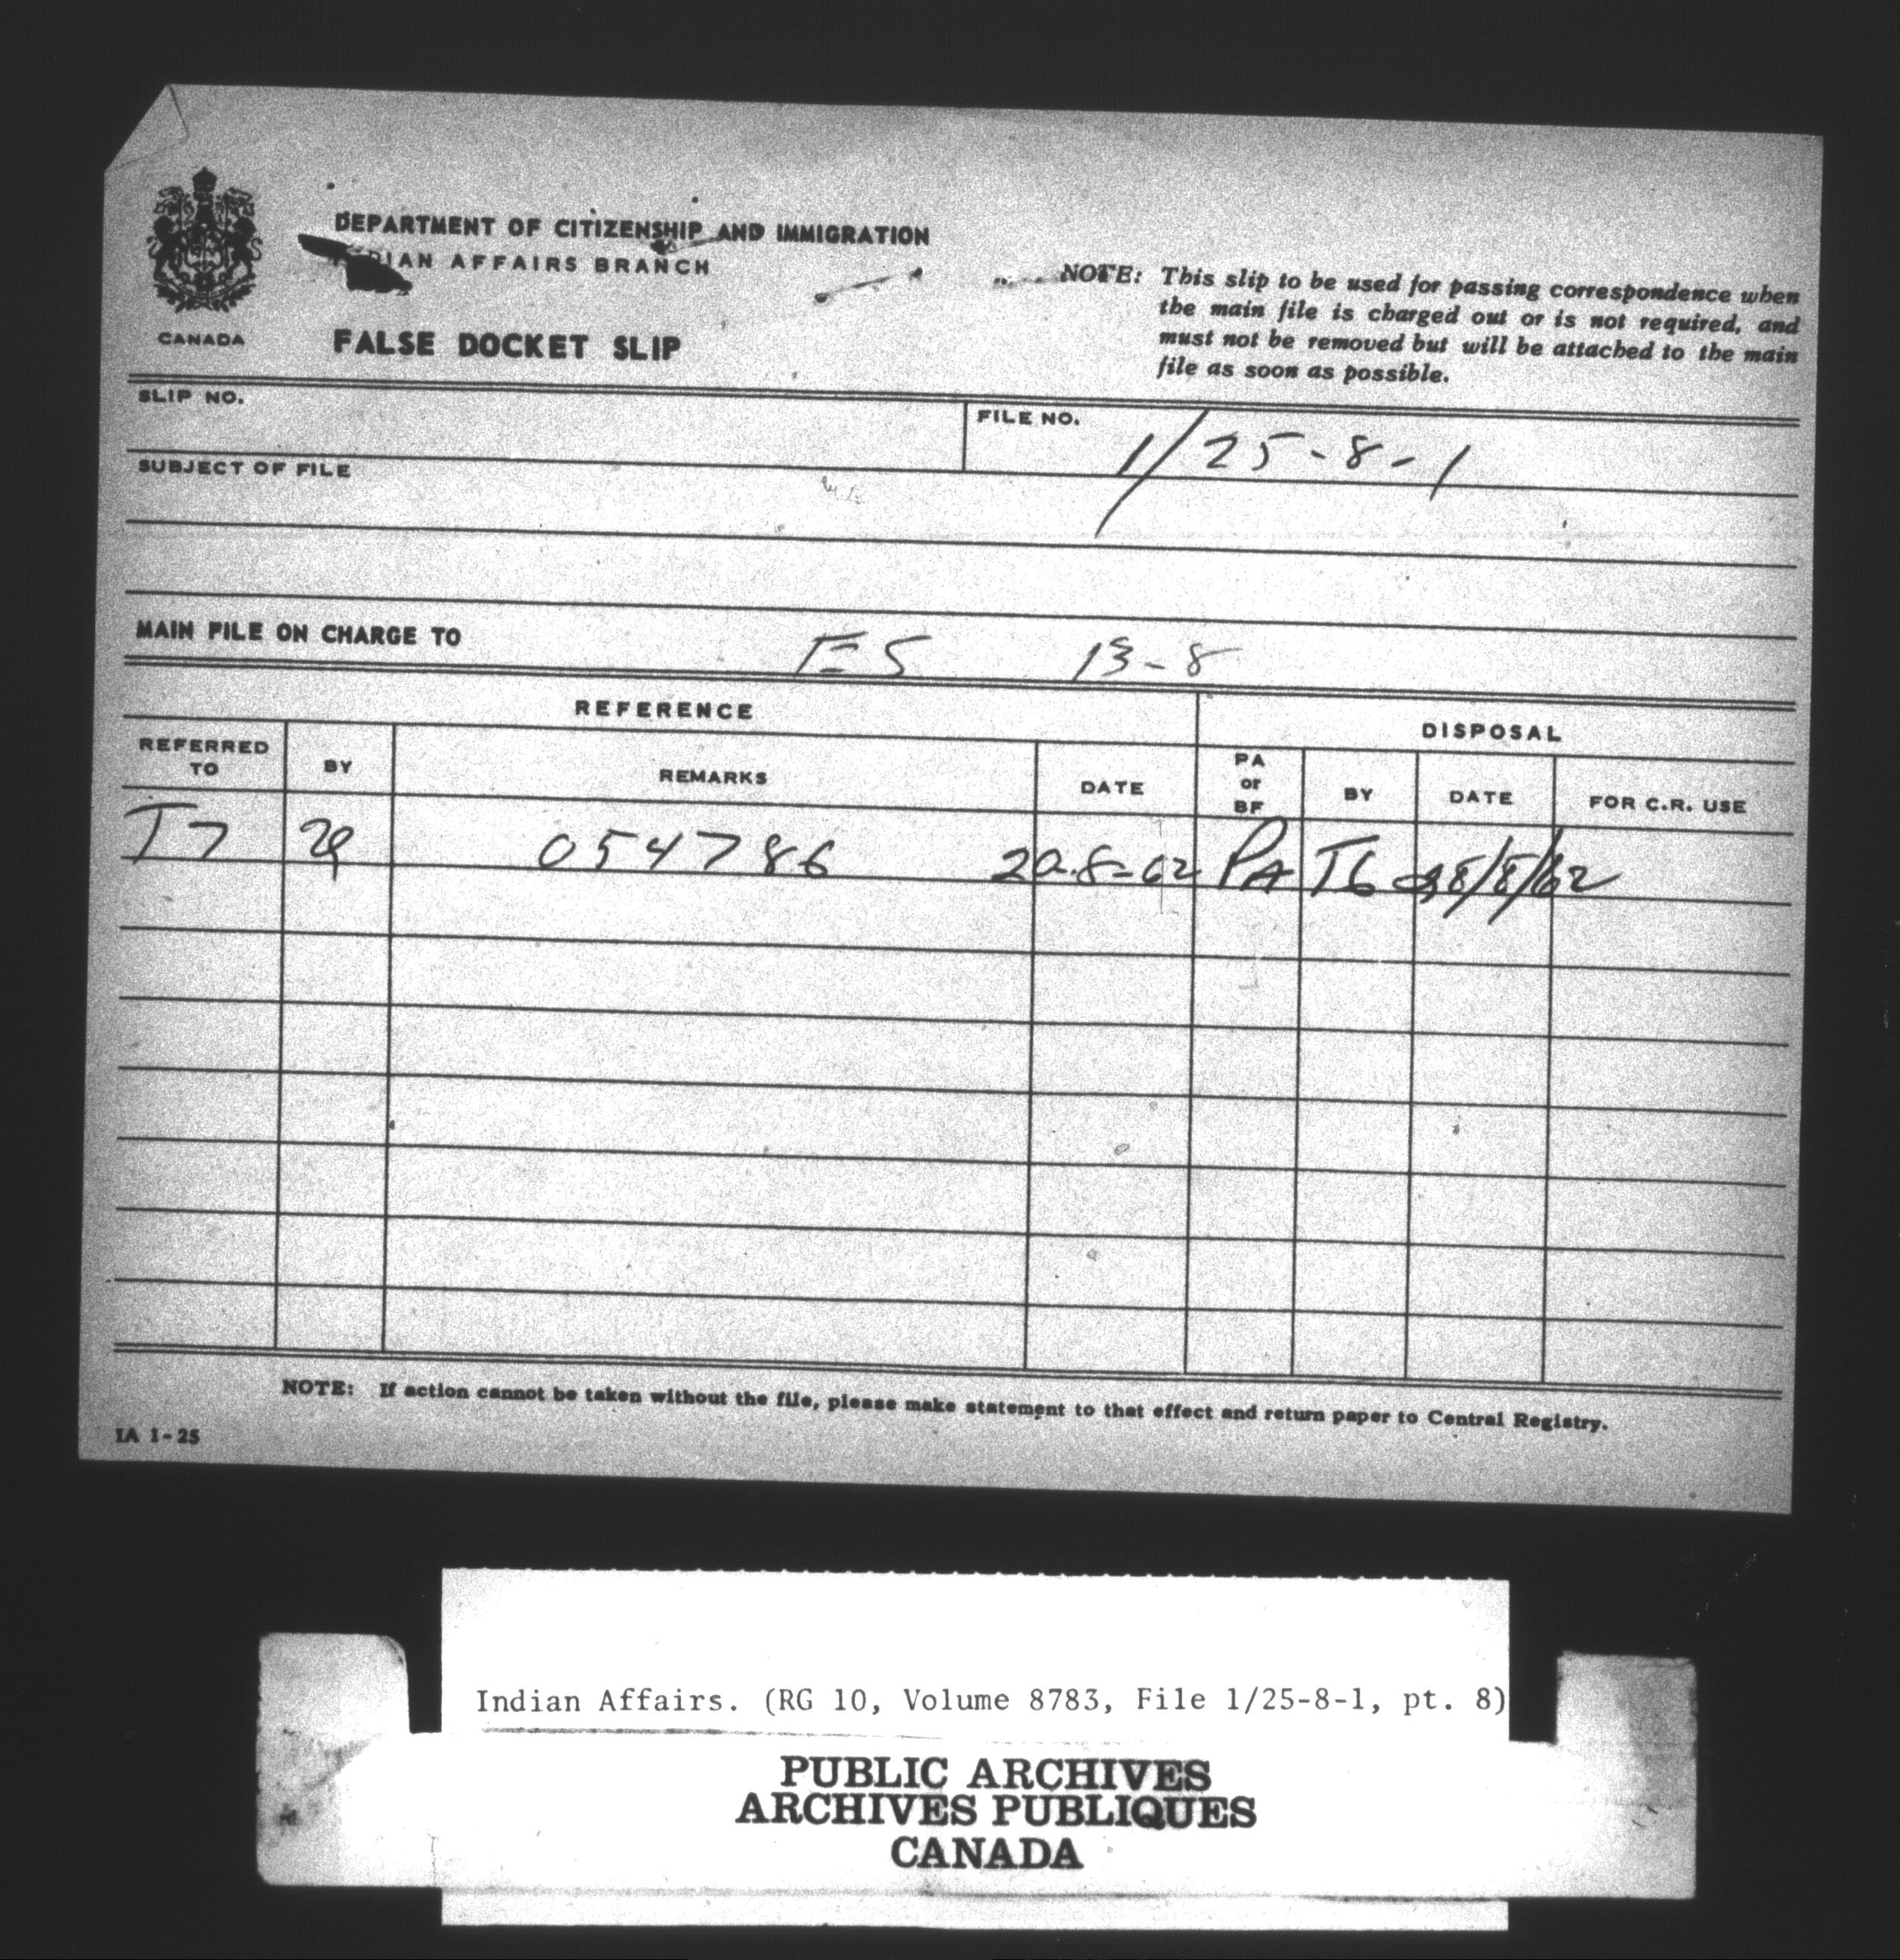 DEPARTMENT OF CITIZENSHIP AND IMMIGRATION
INDIAN AFFAIRS BRANCH
CANADA
FALSE DOCKET SLIP
NOTE: This slip to be used for passing correspondence when
the main file is charged out or is not required, and
must not be removed but will be attached to the main
file as soon as possible.
SLIP NO.
FILE NO. 1/25-8-1
SUBJECT OF FILE
MAIN FILE ON CHARGE TO ES 13-8
REFERENCE DISPOSAL
REFERRED TO BY REMARKS DATE PA or BF BY DATE FOR C.R. USE
T7 054786 20-8-62 PA T6 /8/62
NOTE: If action cannot be taken without the file, please make statement to that effect and return paper to Central Registry.
IA 1-25
Indian Affairs. (RG 10, Volume 8783, File 1/25-8-1, pt. 8)
PUBLIC ARCHIVES
ARCHIVES PUBLIQUES
CANADA